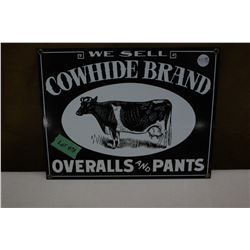 WE SELL
COWHIDE BRAND
OVERALLS AND PANTS